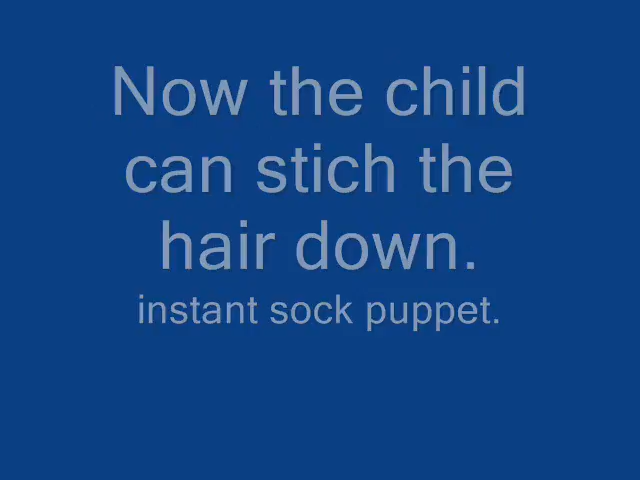 Now the child
can stich the
hair down.
instant sock puppet.